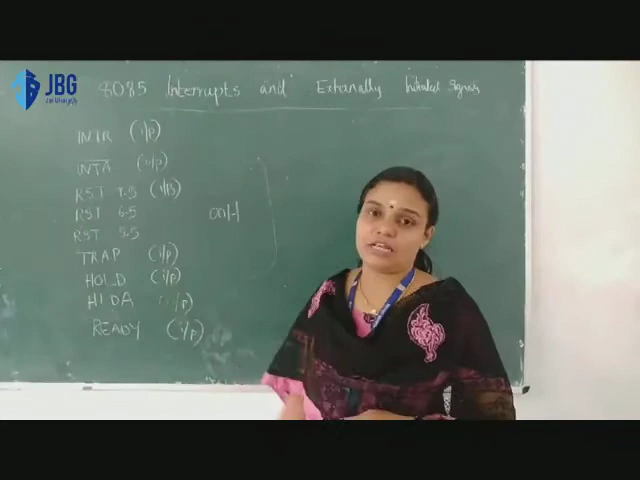 JBG
8085 Interrupts and Externally Initiated Signals
INTR (i/p)
INTA
RST 7.5 (i/p)
RST 6.5
RST 5.5
TRAP (i/p)
HOLD (i/p)
HLDA
READY (i/p)